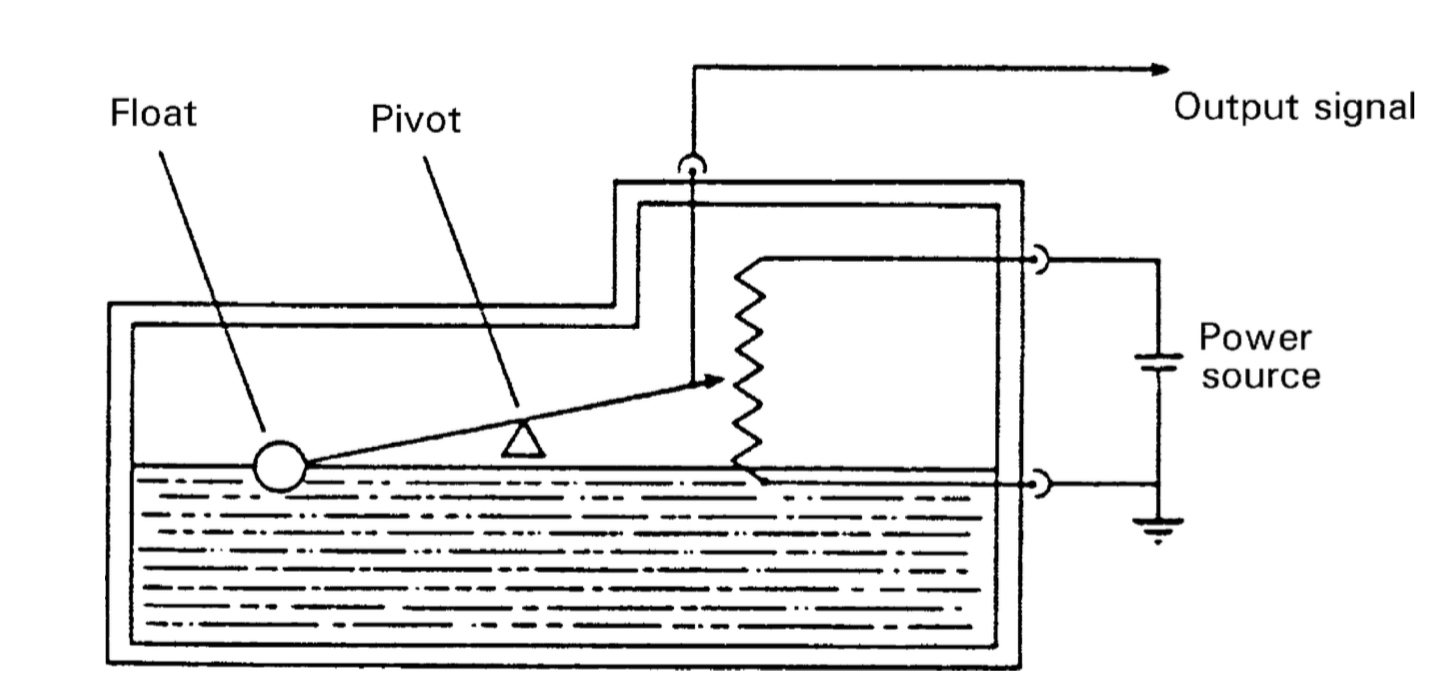 Float
Pivot
Output signal
Power
source